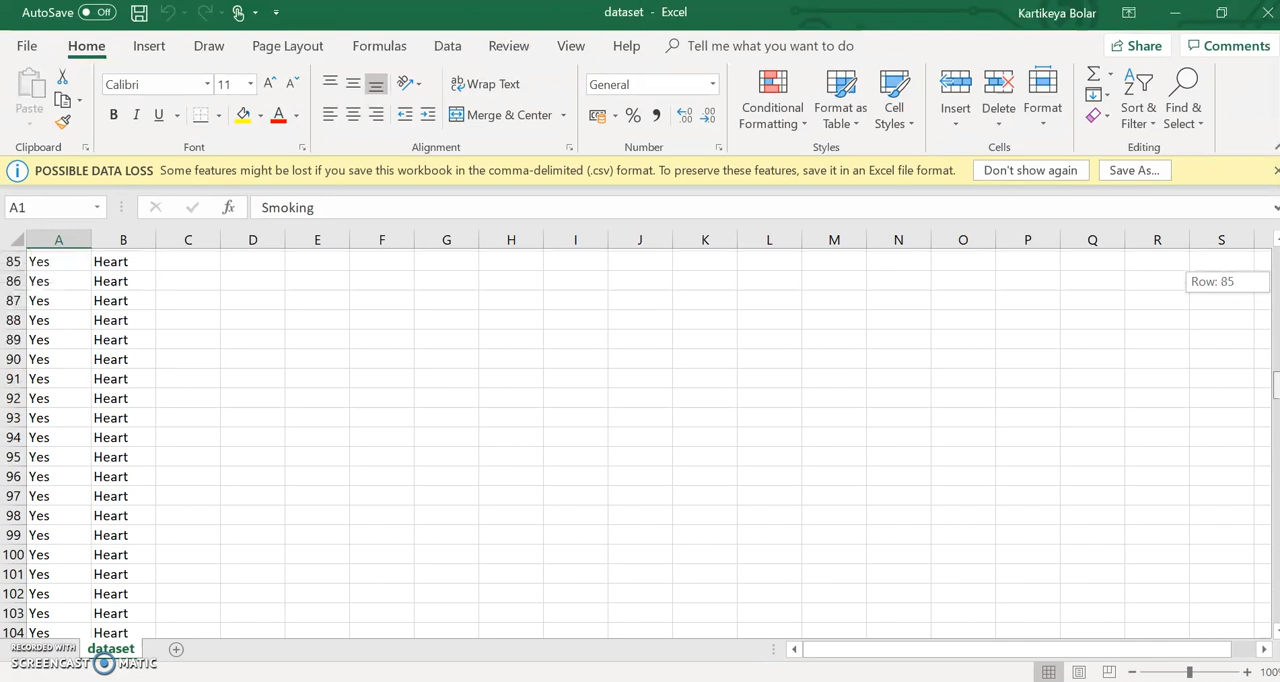 AutoSave Off dataset - Excel Kartikeya Bolar
File Home Insert Draw Page Layout Formulas Data Review View Help Tell me what you want to do Share Comments
Paste Calibri 11 Wrap Text General Conditional Formatting Format as Table Cell Styles Insert Delete Format Sort & Filter Find & Select
B I U Merge & Center % , .00
Clipboard Font Alignment Number Styles Cells Editing
POSSIBLE DATA LOSS Some features might be lost if you save this workbook in the comma-delimited (.csv) format. To preserve these features, save it in an Excel file format. Don't show again Save As...
A1 fx Smoking
A B C D E F G H I J K L M N O P Q R S
85 Yes Heart
86 Yes Heart Row: 85
87 Yes Heart
88 Yes Heart
89 Yes Heart
90 Yes Heart
91 Yes Heart
92 Yes Heart
93 Yes Heart
94 Yes Heart
95 Yes Heart
96 Yes Heart
97 Yes Heart
98 Yes Heart
99 Yes Heart
100 Yes Heart
101 Yes Heart
102 Yes Heart
103 Yes Heart
104 Yes Heart
RECORDED WITH dataset
SCREENCAST MATIC
100%